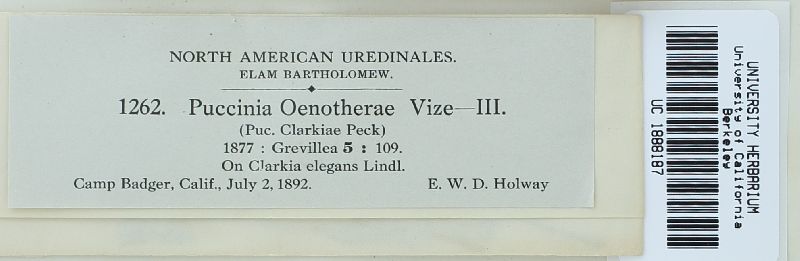 NORTH AMERICAN UREDINALES.
ELAM BARTHOLOMEW.
1262. Puccinia Oenotherae Vize—III.
(Puc. Clarkiae Peck)
1877 : Grevillea 5 : 109.
On Clarkia elegans Lindl.
Camp Badger, Calif., July 2, 1892. E. W. D. Holway
UNIVERSITY HERBARIUM
University of California
Berkeley
UC 1888187